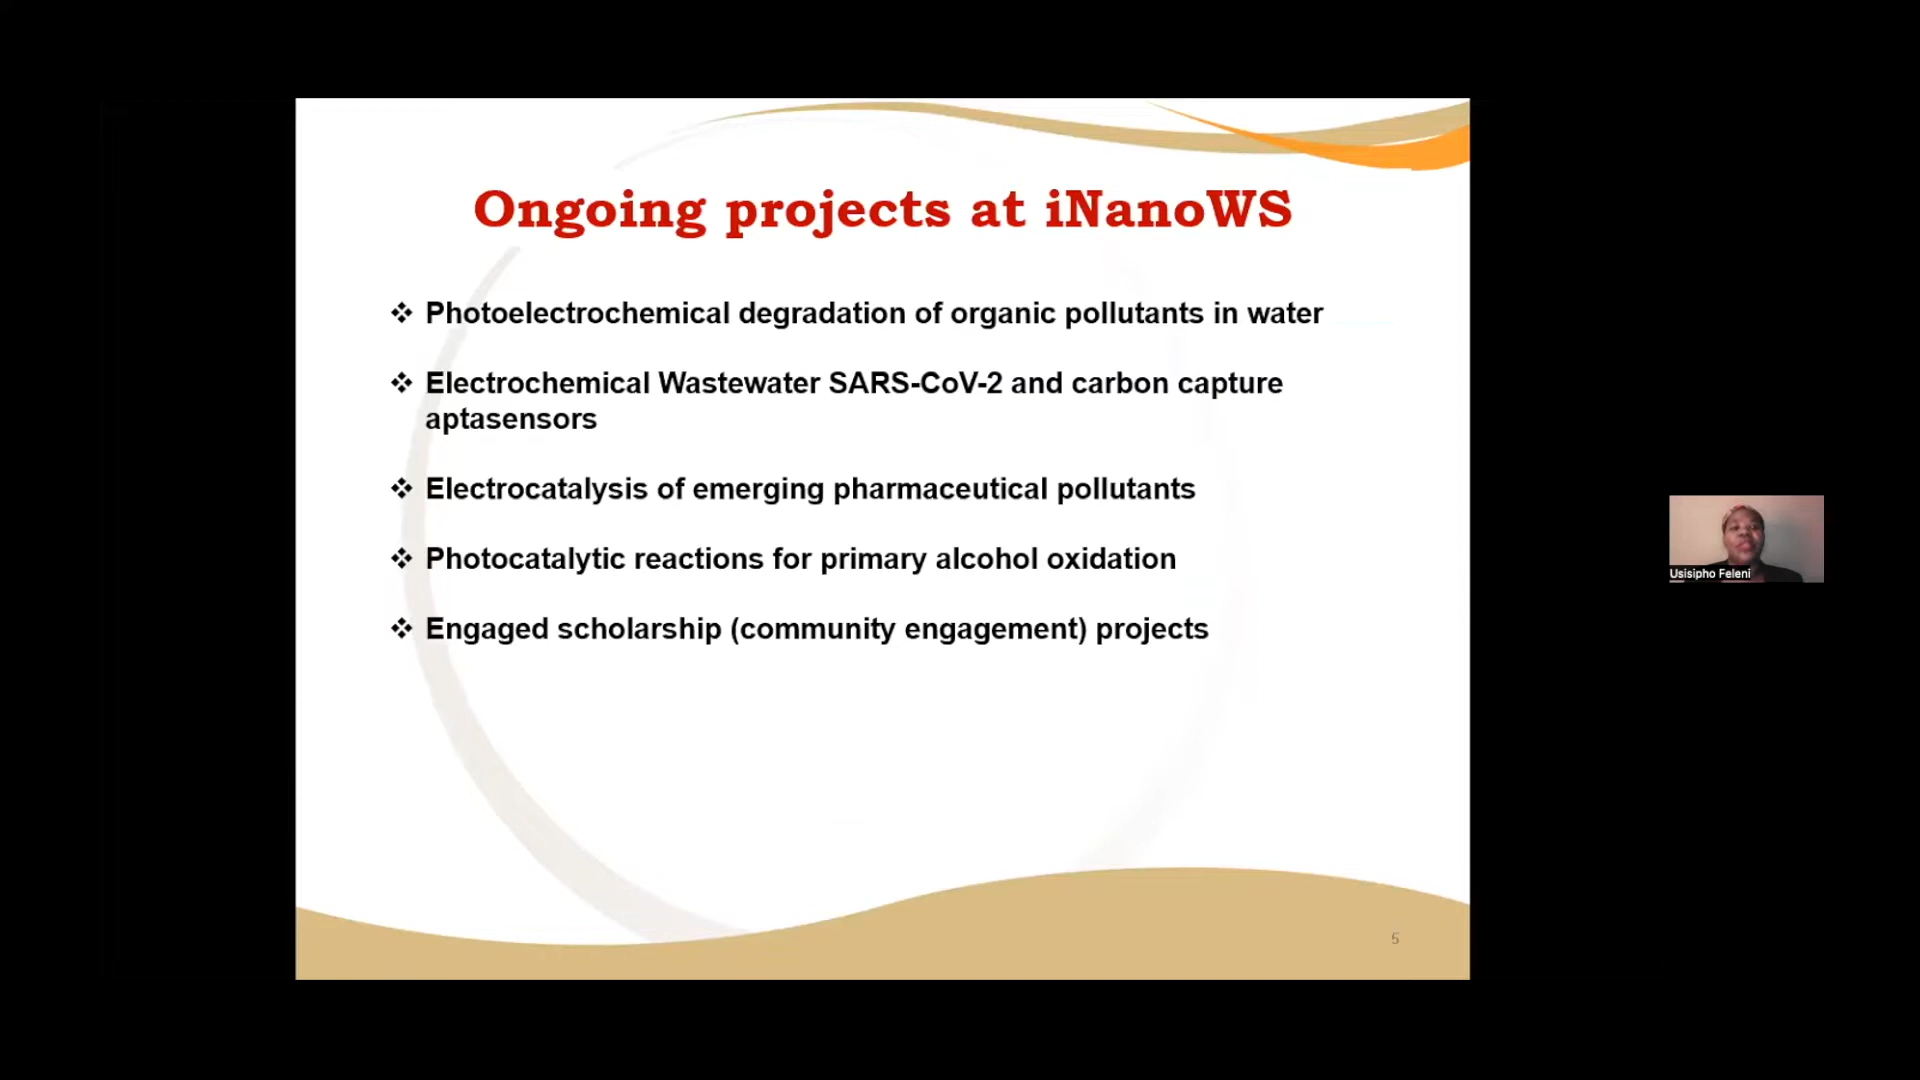 Ongoing projects at iNanoWS
❖ Photoelectrochemical degradation of organic pollutants in water
❖ Electrochemical Wastewater SARS-CoV-2 and carbon capture
aptasensors
❖ Electrocatalysis of emerging pharmaceutical pollutants
❖ Photocatalytic reactions for primary alcohol oxidation
❖ Engaged scholarship (community engagement) projects
5
Usisipho Feleni